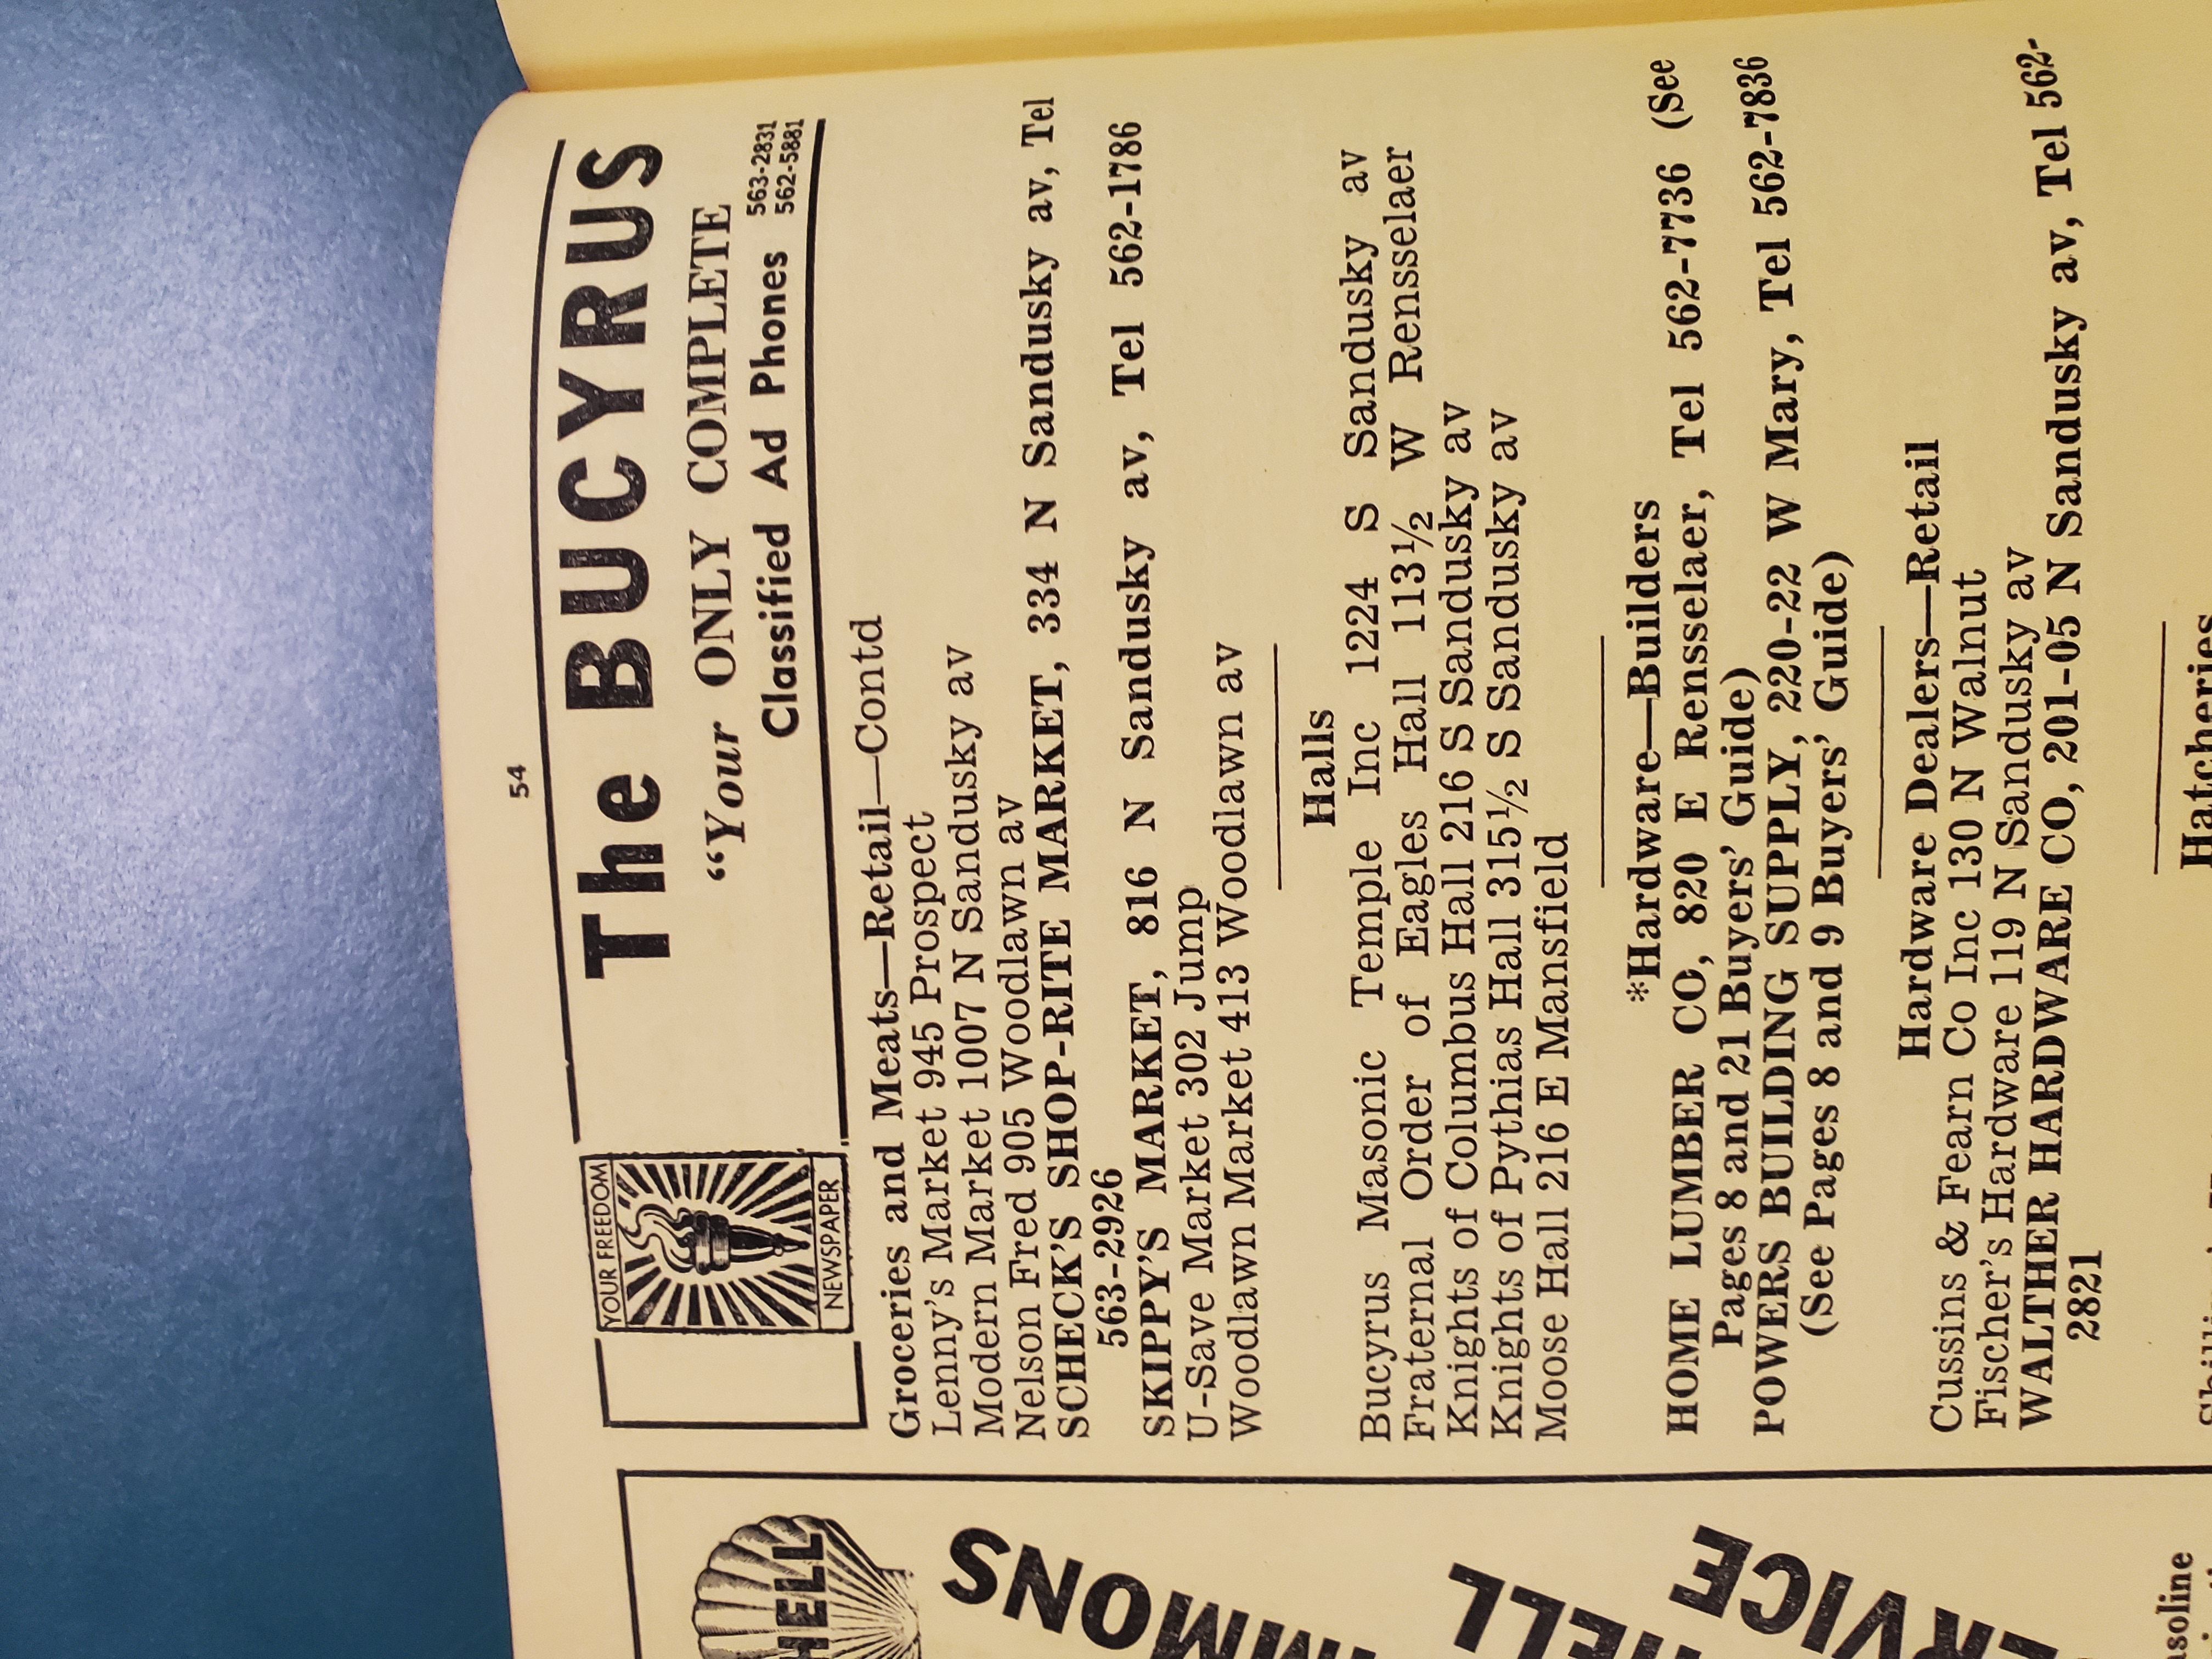 54
YOUR FREEDOM
NEWSPAPER
The BUCYRUS
"Your ONLY COMPLETE
Classified Ad Phones 563-2831
562-5881
Groceries and Meats—Retail—Contd
Lenny's Market 945 Prospect
Modern Market 1007 N Sandusky av
Nelson Fred 905 Woodlawn av
SCHECK'S SHOP-RITE MARKET, 334 N Sandusky av, Tel
563-2926
SKIPPY'S MARKET, 816 N Sandusky av, Tel 562-1786
U-Save Market 302 Jump
Woodlawn Market 413 Woodlawn av
Halls
Bucyrus Masonic Temple Inc 1224 S Sandusky av
Fraternal Order of Eagles Hall 113½ W Rensselaer
Knights of Columbus Hall 216 S Sandusky av
Knights of Pythias Hall 315½ S Sandusky av
Moose Hall 216 E Mansfield
*Hardware—Builders
HOME LUMBER CO, 820 E Rensselaer, Tel 562-7736 (See
Pages 8 and 21 Buyers' Guide)
POWERS BUILDING SUPPLY, 220-22 W Mary, Tel 562-7836
(See Pages 8 and 9 Buyers' Guide)
Hardware Dealers—Retail
Cussins & Fearn Co Inc 130 N Walnut
Fischer's Hardware 119 N Sandusky av
WALTHER HARDWARE CO, 201-05 N Sandusky av, Tel 562-
2821
Hatcheries